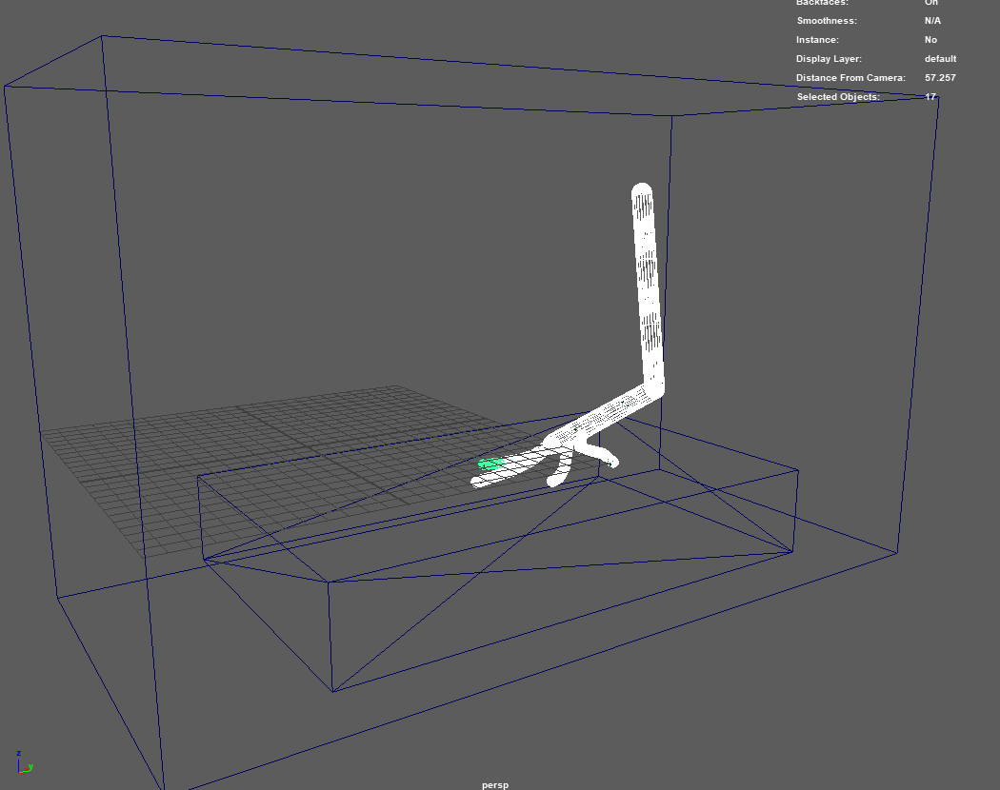 Backfaces: On
Smoothness: N/A
Instance: No
Display Layer: default
Distance From Camera: 57.257
Selected Objects: 17
z
y
persp